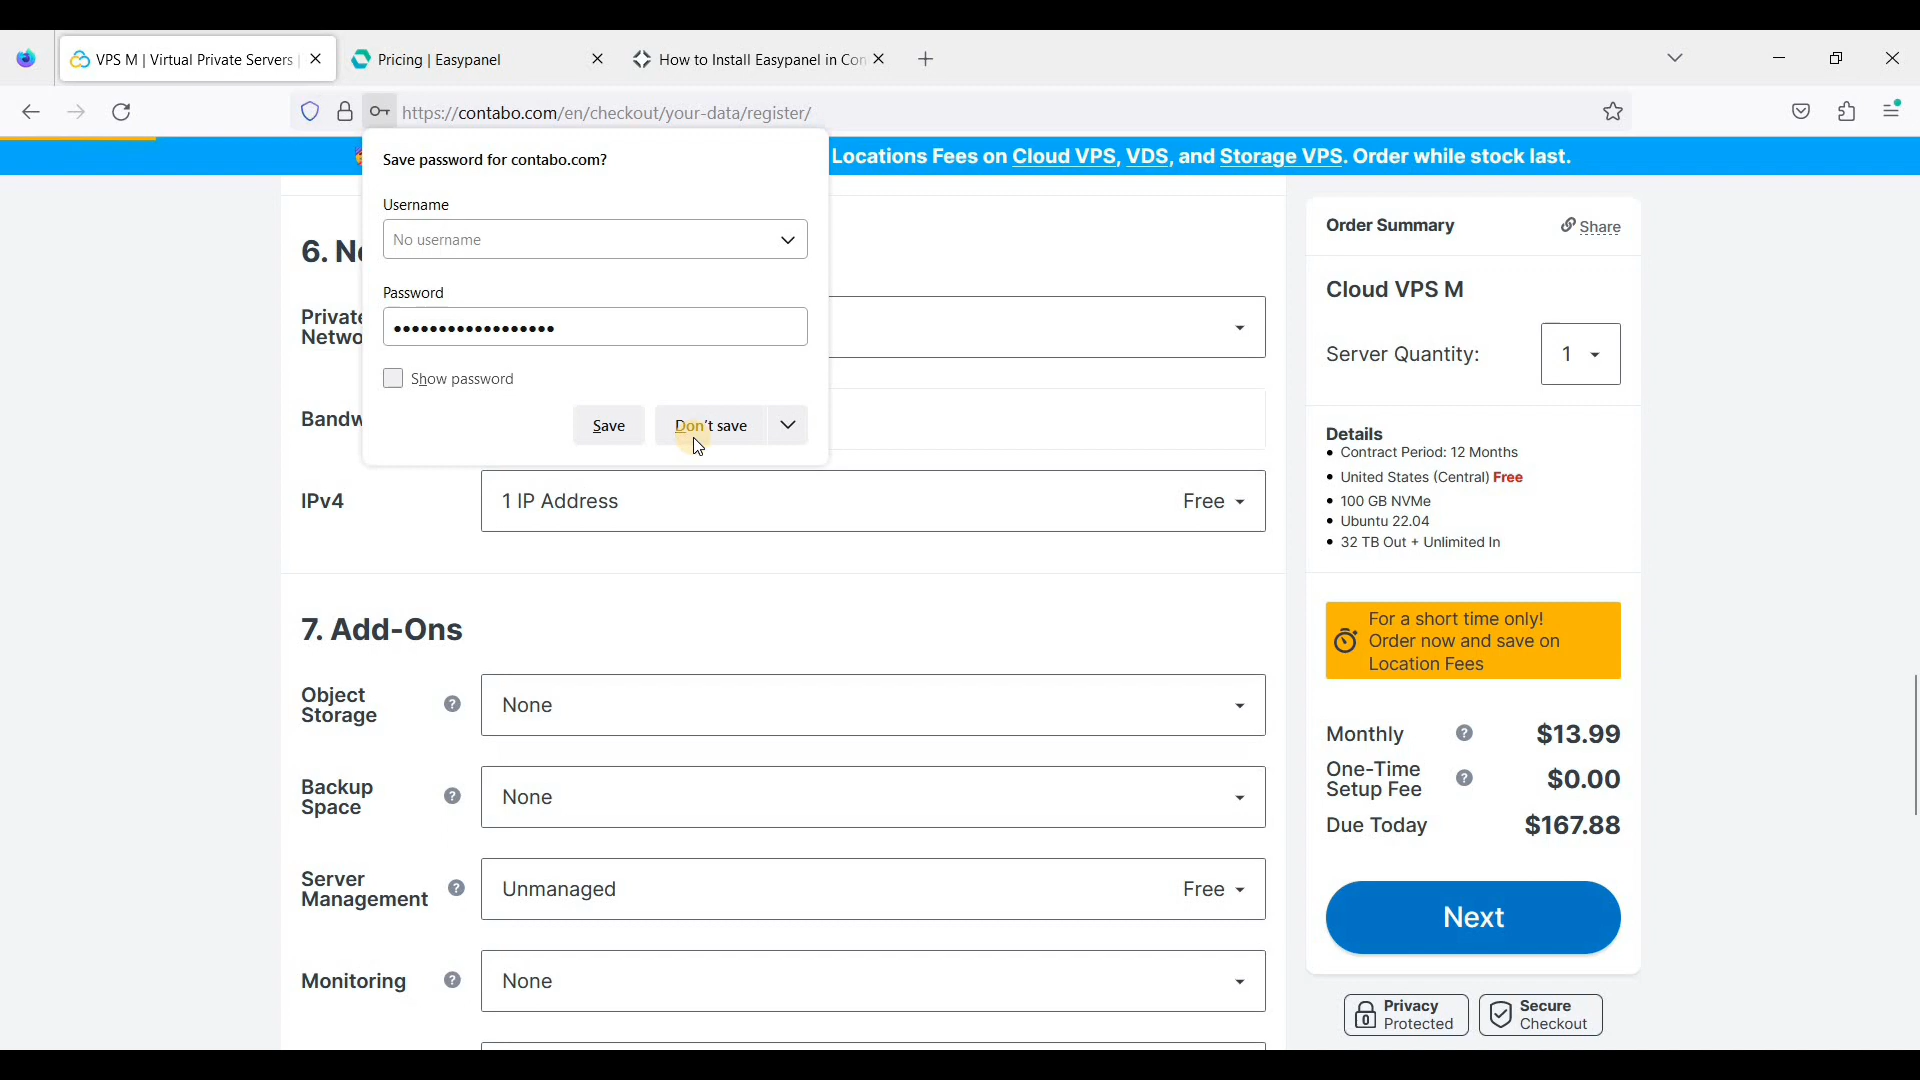 VPS M | Virtual Private Servers
Pricing | Easypanel
How to Install Easypanel in Con
https://contabo.com/en/checkout/your-data/register/
Locations Fees on Cloud VPS, VDS, and Storage VPS. Order while stock last.
Save password for contabo.com?
Username
No username
Password
••••••••••••••••••
Show password
Save
Don't save
6. Ne
Private
Netwo
Bandw
IPv4
1 IP Address
Free
7. Add-Ons
Object
Storage
?
None
Backup
Space
?
None
Server
Management
?
Unmanaged
Free
Monitoring
?
None
Order Summary
Share
Cloud VPS M
Server Quantity:
1
Details
• Contract Period: 12 Months
• United States (Central) Free
• 100 GB NVMe
• Ubuntu 22.04
• 32 TB Out + Unlimited In
For a short time only!
Order now and save on
Location Fees
Monthly
?
$13.99
One-Time
Setup Fee
?
$0.00
Due Today
$167.88
Next
Privacy
Protected
Secure
Checkout